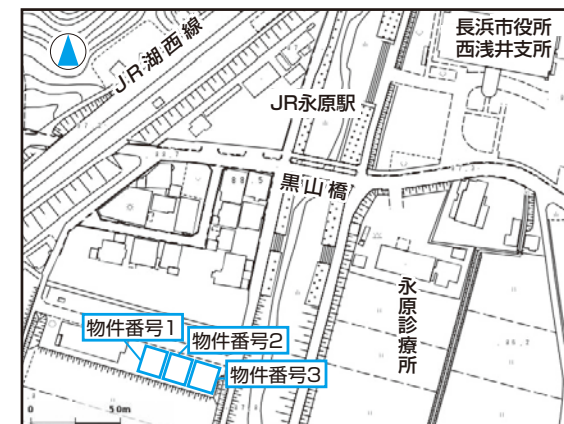 長浜市役所
西浅井支所
JR湖西線
JR永原駅
黒山橋
永原診療所
物件番号1
物件番号2
物件番号3
0 50m